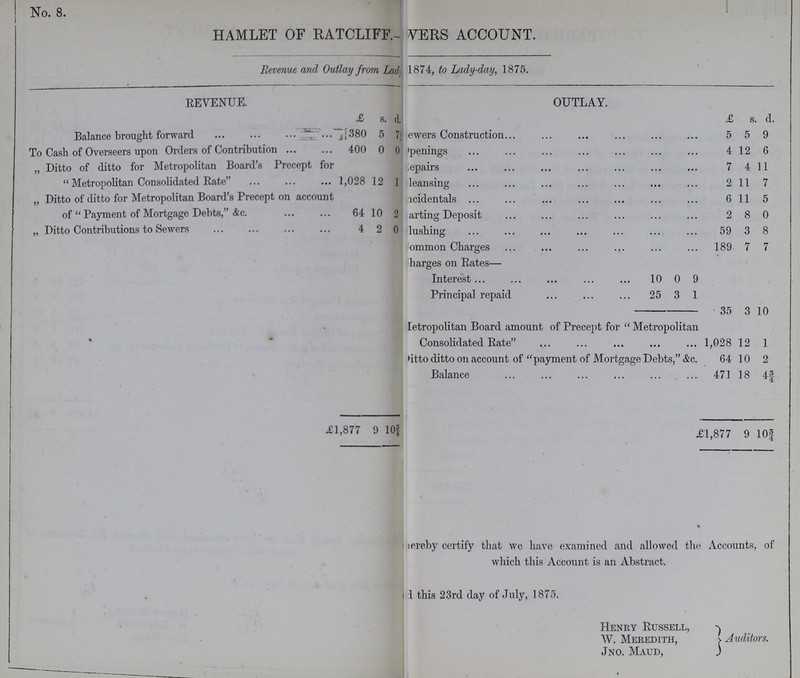 No. 8.
HAMLET OF RATCLIFF.-VERS ACCOUNT.
Revenue and Outlay from Lad 1874, to Lady-day, 1875.
REVENUE.
£ s. d.
Balance brought forward ... ... ... ... 380 5 7
To Cash of Overseers upon Orders of Contribution ... ... 400 0 0
„ Ditto of ditto for Metropolitan Board's Precept for
"Metropolitan Consolidated Rate" ... ... ... 1,028 12 1
„ Ditto of ditto for Metropolitan Board's Precept on account
of "Payment of Mortgage Debts," &c. ... ... 64 10 2
„ Ditto Contributions to Sewers ... ... ... ... 4 2 0
£1,877 9 10¾
OUTLAY.
£ s. d.
ewers Construction... ... ... ... ... ... 5 5 9
penings ... ... ... ... ... ... ... 4 12 6
epairs ... ... ... ... ... ... ... 7 4 11
leansing ... ... ... ... ... ... ... 2 11 7
cidentals ... ... ... ... ... ... ... 6 11 5
arting Deposit ... ... ... ... ... ... 2 8 0
lushing ... ... ... ... ... ... ... 59 3 8
ommon Charges ... ... ... ... ... ... 189 7 7
harges on Rates—
Interest ... ... ... ... ... 10 0 9
Principal repaid ... ... ... 25 3 1
35 3 10
Metropolitan Board amount of Precept for "Metropolitan
Consolidated Rate" ... ... ... ... ... 1,028 12 1
itto ditto on account of "payment of Mortgage Debts," &c. 64 10 2
Balance ... ... ... ... ... ... 471 18 4¾
£1,877 9 10¾
hereby certify that we have examined and allowed the Accounts, of
which this Account is an Abstract.
d this 23rd day of July, 1875.
HENRY RUSSELL,
W. MEREDITH,
JNO. MAUD,
} Auditors.